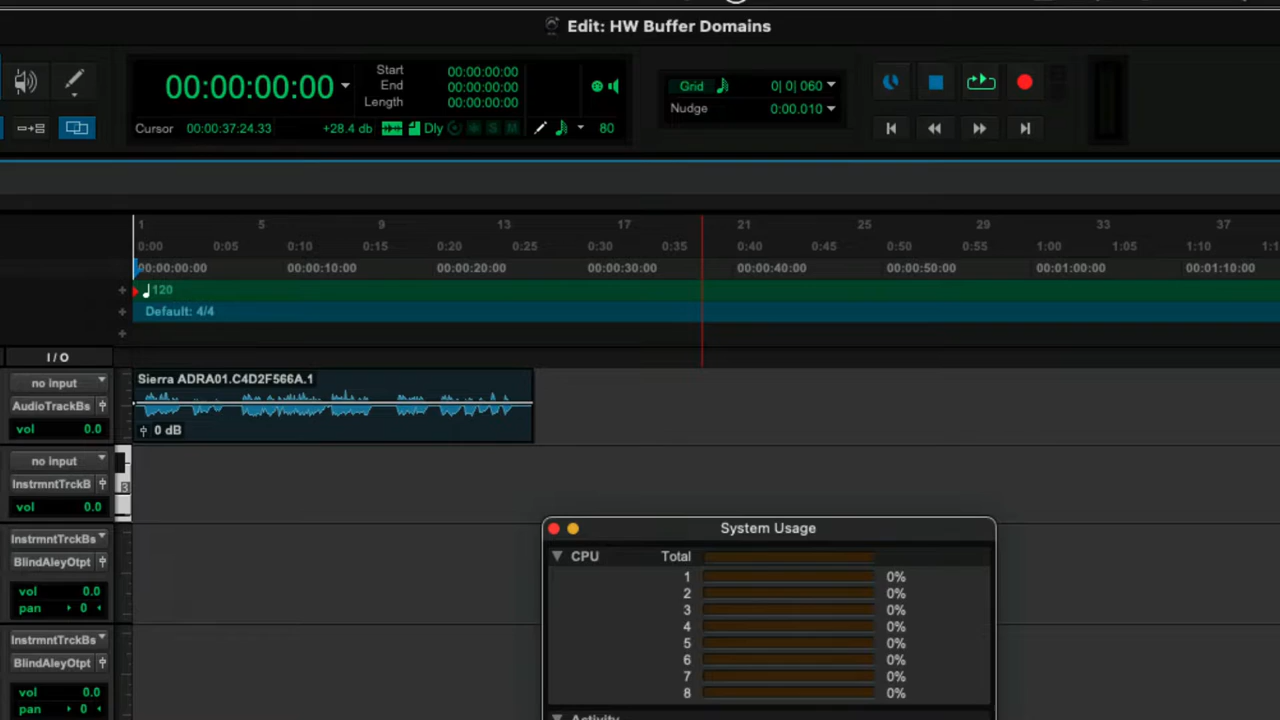 Edit: HW Buffer Domains
00:00:00:00
Start 00:00:00:00
End 00:00:00:00
Length 00:00:00:00
Cursor 00:00:37:24.33 +28.4 db Dly S M 80
Grid 0| 0| 060
Nudge 0:00.010
1 5 9 13 17 21 25 29 33 37
0:00 0:05 0:10 0:15 0:20 0:25 0:30 0:35 0:40 0:45 0:50 0:55 1:00 1:05 1:10
00:00:00:00 00:00:10:00 00:00:20:00 00:00:30:00 00:00:40:00 00:00:50:00 00:01:00:00 00:01:10:00
120
Default: 4/4
I / O
no input
AudioTrackBs
vol 0.0
Sierra ADRA01.C4D2F566A.1
0 dB
no input
InstrmntTrckB
vol 0.0
InstrmntTrckBs
BlindAleyOtpt
vol 0.0
pan 0
InstrmntTrckBs
BlindAleyOtpt
vol 0.0
pan 0
System Usage
CPU Total
1 0%
2 0%
3 0%
4 0%
5 0%
6 0%
7 0%
8 0%
Activity